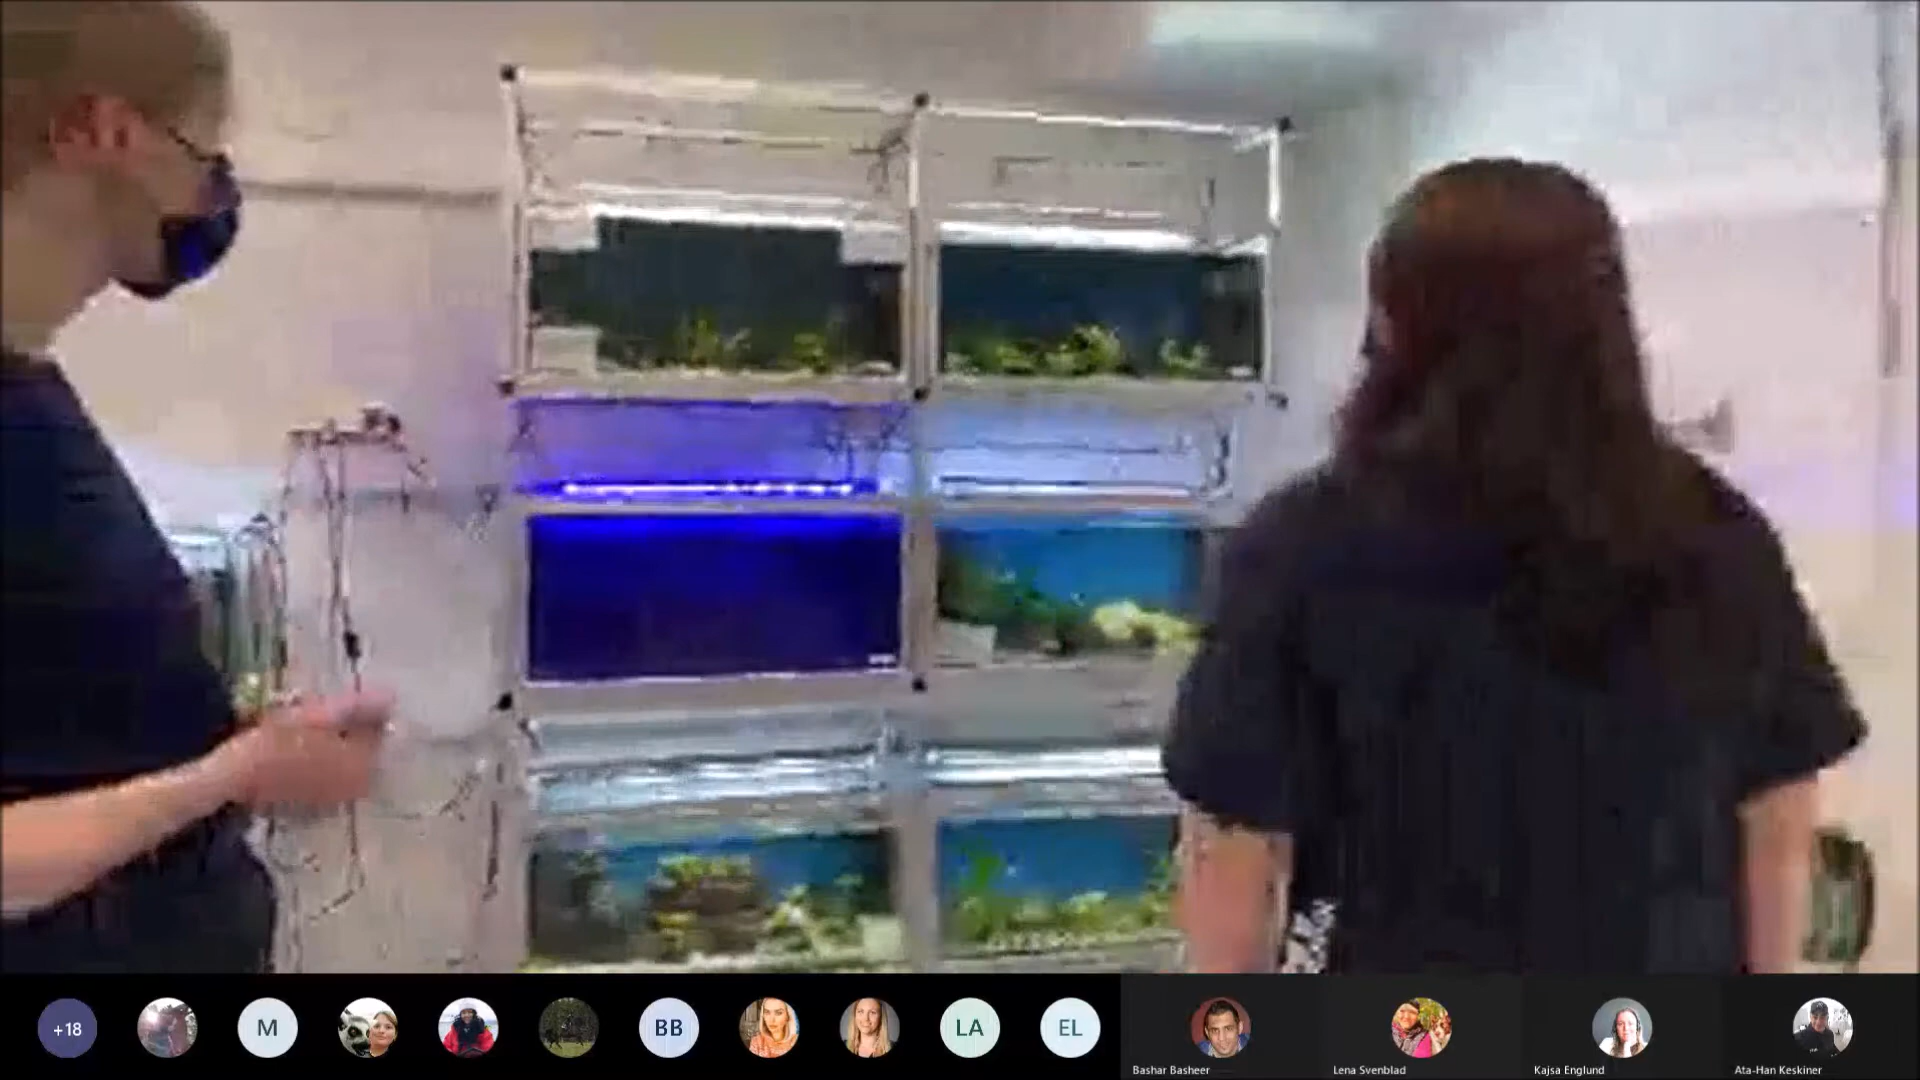 +18
M
BB
LA
EL
Bashar Basheer
Lena Svenblad
Kajsa Englund
Ata-Han Keskiner